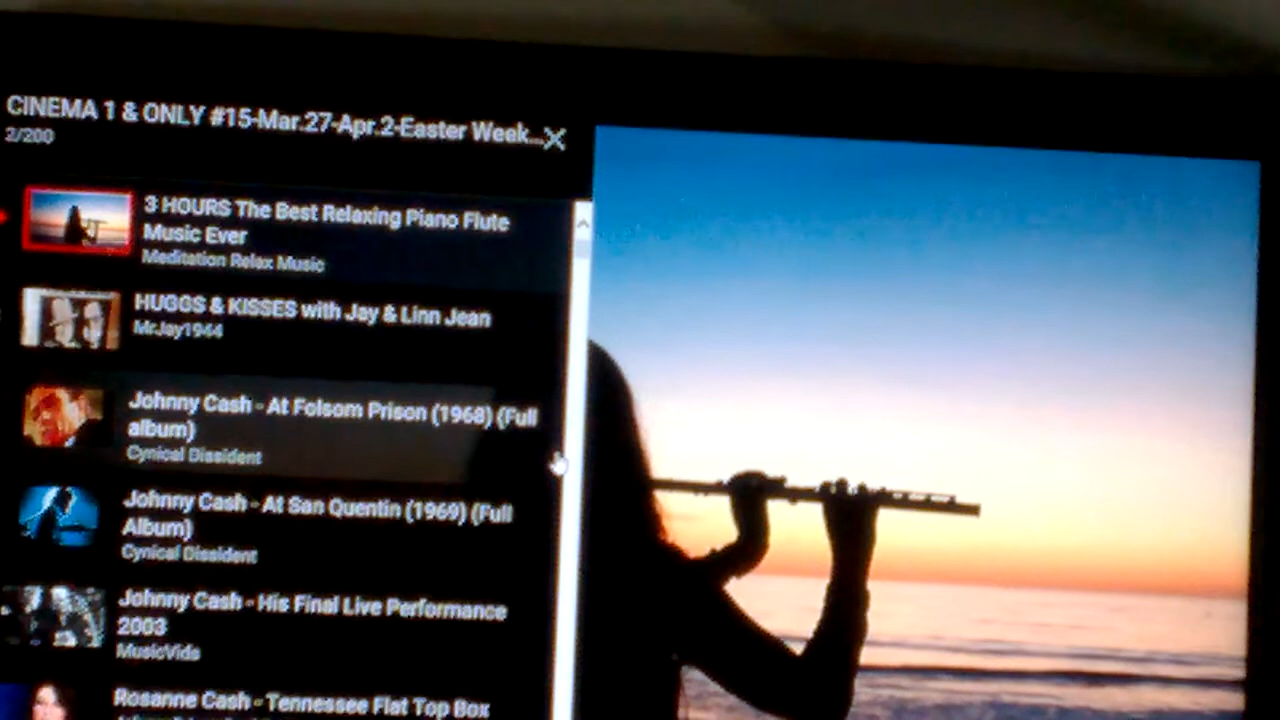 CINEMA 1 & ONLY #15-Mar.27-Apr.2-Easter Week...
2/200
3 HOURS The Best Relaxing Piano Flute
Music Ever
Meditation Relax Music
HUGGS & KISSES with Jay & Linn Jean
MrJay1944
Johnny Cash - At Folsom Prison (1968) (Full
album)
Cynical Dissident
Johnny Cash - At San Quentin (1969) (Full
Album)
Cynical Dissident
Johnny Cash - His Final Live Performance
2003
MusicVids
Rosanne Cash - Tennessee Flat Top Box